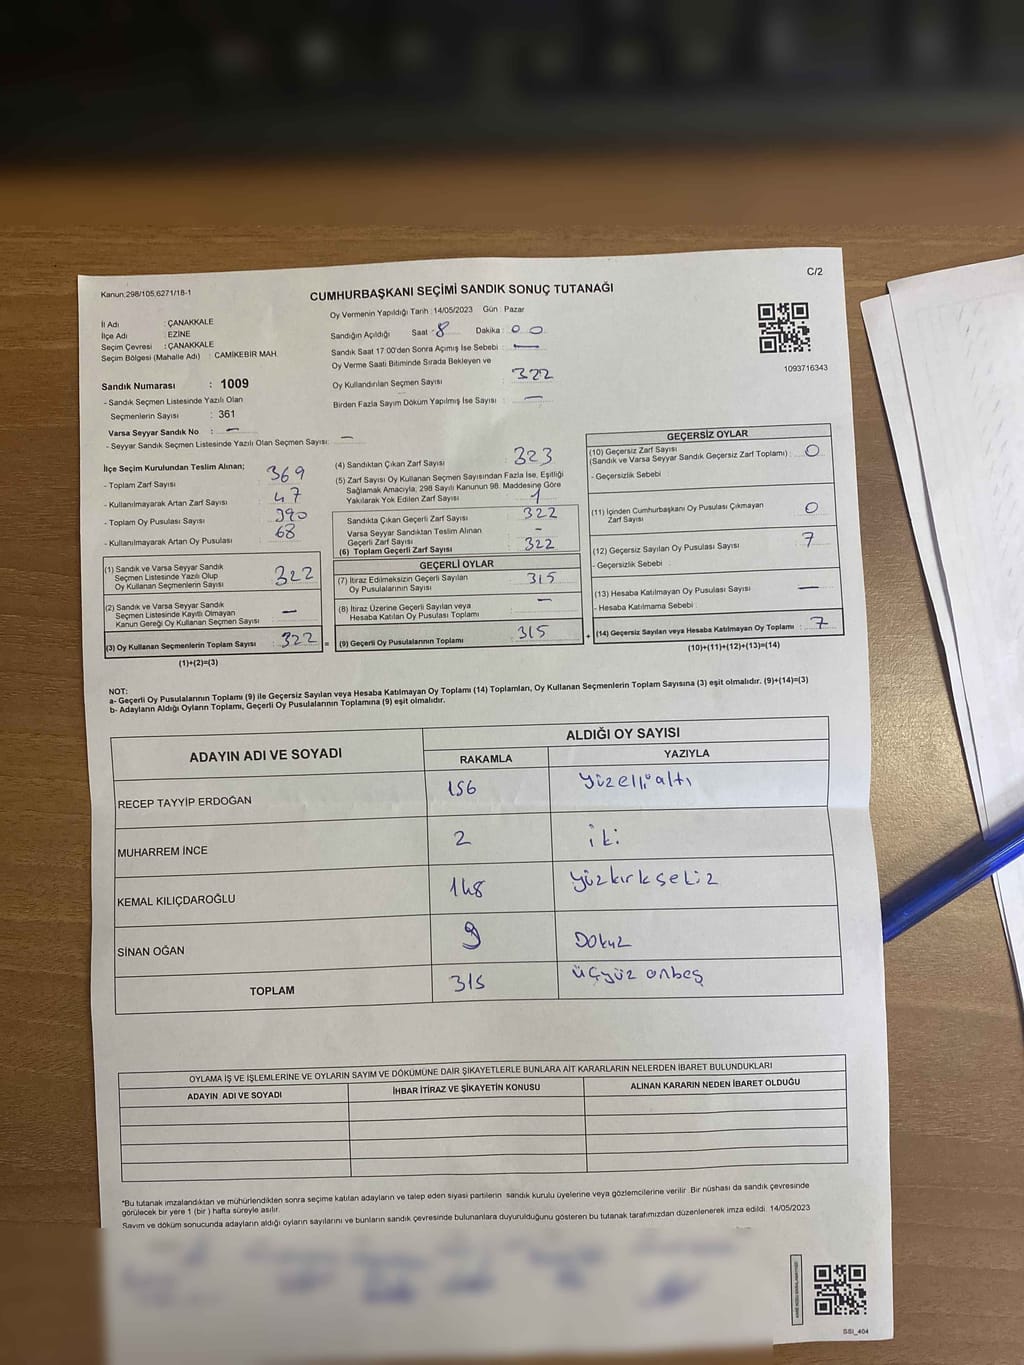 C/2
Kanun:298/105,6271/18-1
CUMHURBAŞKANI SEÇİMİ SANDIK SONUÇ TUTANAĞI
Oy Vermenin Yapıldığı Tarih : 14/05/2023 Gün : Pazar
İl Adı : ÇANAKKALE
İlçe Adı : EZİNE
Seçim Çevresi : ÇANAKKALE
Seçim Bölgesi (Mahalle Adı) : CAMİKEBİR MAH.
Sandığın Açıldığı Saat - 8 Dakika : 00
Sandık Saat 17:00'den Sonra Açımış İse Sebebi : —
Oy Verme Saati Bitiminde Sırada Bekleyen ve
Oy Kullandırılan Seçmen Sayısı : 322
Birden Fazla Sayım Döküm Yapılmış İse Sayısı : —
1093716343
Sandık Numarası : 1009
- Sandık Seçmen Listesinde Yazılı Olan
Seçmenlerin Sayısı : 361
Varsa Seyyar Sandık No : —
- Seyyar Sandık Seçmen Listesinde Yazılı Olan Seçmen Sayısı: —
İlçe Seçim Kurulundan Teslim Alınan;
- Toplam Zarf Sayısı : 369
- Kullanılmayarak Artan Zarf Sayısı : 47
- Toplam Oy Pusulası Sayısı : 390
- Kullanılmayarak Artan Oy Pusulası : 68
(1) Sandık ve Varsa Seyyar Sandık
Seçmen Listesinde Yazılı Olup
Oy Kullanan Seçmenlerin Sayısı : 322
(2) Sandık ve Varsa Seyyar Sandık
Seçmen Listesinde Kayıtlı Olmayan
Kanun Gereği Oy Kullanan Seçmen Sayısı : —
(3) Oy Kullanan Seçmenlerin Toplam Sayısı : 322 =
(1)+(2)=(3)
(4) Sandıktan Çıkan Zarf Sayısı : 323
(5) Zarf Sayısı Oy Kullanan Seçmen Sayısından Fazla İse, Eşitliği
Sağlamak Amacıyla, 298 Sayılı Kanunun 98. Maddesine Göre
Yakılarak Yok Edilen Zarf Sayısı : 1
Sandıkta Çıkan Geçerli Zarf Sayısı : 322
Varsa Seyyar Sandıktan Teslim Alınan
Geçerli Zarf Sayısı : -
(6) Toplam Geçerli Zarf Sayısı : 322
GEÇERLİ OYLAR
(7) İtiraz Edilmeksizin Geçerli Sayılan
Oy Pusulalarının Sayısı : 315
(8) İtiraz Üzerine Geçerli Sayılan veya
Hesaba Katılan Oy Pusulası Toplamı : —
(9) Geçerli Oy Pusulalarının Toplamı : 315 +
GEÇERSİZ OYLAR
(10) Geçersiz Zarf Sayısı
(Sandık ve Varsa Seyyar Sandık Geçersiz Zarf Toplamı) : 0
- Geçersizlik Sebebi :
(11) İçinden Cumhurbaşkanı Oy Pusulası Çıkmayan
Zarf Sayısı : 0
(12) Geçersiz Sayılan Oy Pusulası Sayısı : 7
- Geçersizlik Sebebi :
(13) Hesaba Katılmayan Oy Pusulası Sayısı : —
- Hesaba Katılmama Sebebi :
(14) Geçersiz Sayılan veya Hesaba Katılmayan Oy Toplamı : 7
(10)+(11)+(12)+(13)=(14)
NOT:
a- Geçerli Oy Pusulalarının Toplamı (9) ile Geçersiz Sayılan veya Hesaba Katılmayan Oy Toplamı (14) Toplamları, Oy Kullanan Seçmenlerin Toplam Sayısına (3) eşit olmalıdır. (9)+(14)=(3)
b- Adayların Aldığı Oyların Toplamı, Geçerli Oy Pusulalarının Toplamına (9) eşit olmalıdır.
ADAYIN ADI VE SOYADI
ALDIĞI OY SAYISI
RAKAMLA YAZIYLA
RECEP TAYYİP ERDOĞAN 156 yüzelli altı
MUHARREM İNCE 2 iki
KEMAL KILIÇDAROĞLU 148 yüzkırksekiz
SİNAN OĞAN 9 Dokuz
TOPLAM 315 üçyüz onbeş
OYLAMA İŞ VE İŞLEMLERİNE VE OYLARIN SAYIM VE DÖKÜMÜNE DAİR ŞİKAYETLERLE BUNLARA AİT KARARLARIN NELERDEN İBARET BULUNDUKLARI
ADAYIN ADI VE SOYADI İHBAR İTİRAZ VE ŞİKAYETİN KONUSU ALINAN KARARIN NEDEN İBARET OLDUĞU
*Bu tutanak imzalandıktan ve mühürlendikten sonra seçime katılan adayların ve talep eden siyasi partilerin sandık kurulu üyelerine veya gözlemcilerine verilir. Bir nüshası da sandık çevresinde
görülecek bir yere 1 (bir) hafta süreyle asılır.
Sayım ve döküm sonucunda adayların aldığı oyların sayılarını ve bunların sandık çevresinde bulunanlara duyurulduğunu gösteren bu tutanak tarafımızdan düzenlenerek imza edildi. 14/05/2023
SSI_404